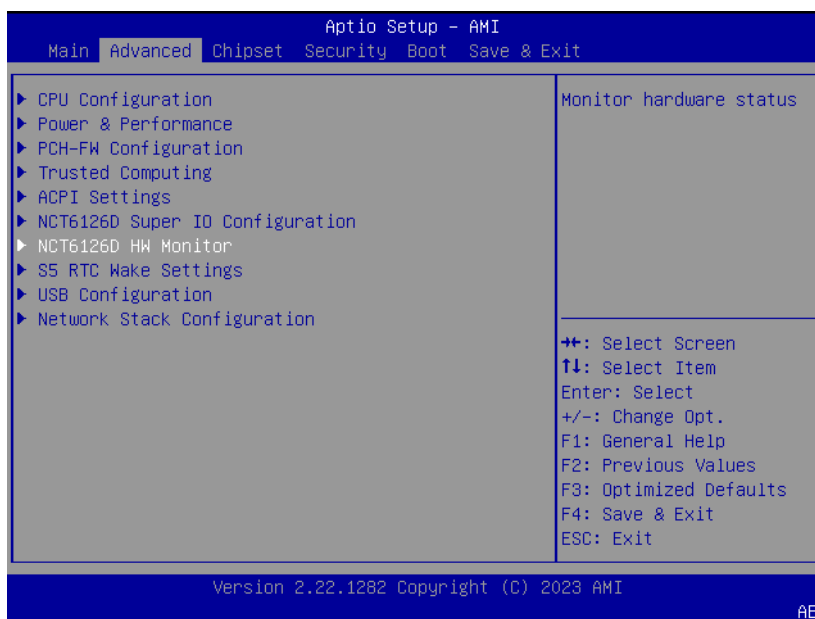 Aptio Setup – AMI
Main Advanced Chipset Security Boot Save & Exit
CPU Configuration
Power & Performance
PCH-FW Configuration
Trusted Computing
ACPI Settings
NCT6126D Super IO Configuration
NCT6126D HW Monitor
S5 RTC Wake Settings
USB Configuration
Network Stack Configuration
Monitor hardware status
→←: Select Screen
↑↓: Select Item
Enter: Select
+/-: Change Opt.
F1: General Help
F2: Previous Values
F3: Optimized Defaults
F4: Save & Exit
ESC: Exit
Version 2.22.1282 Copyright (C) 2023 AMI